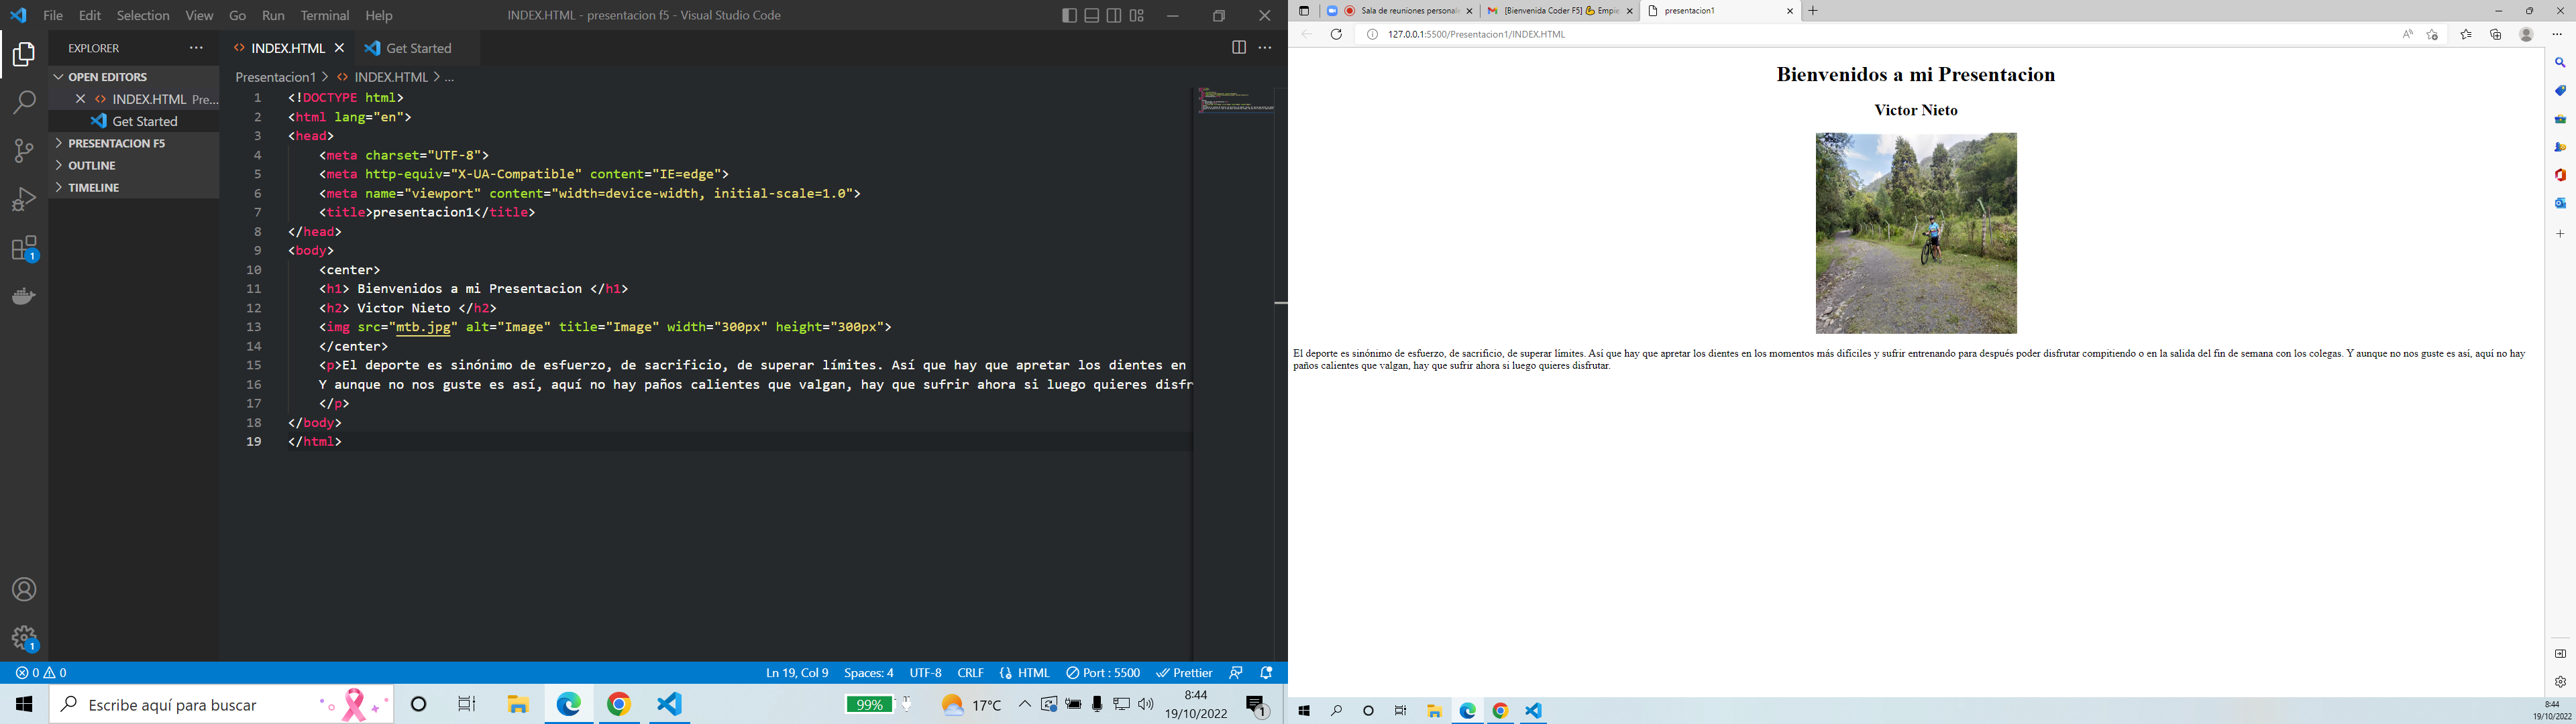 File Edit Selection View Go Run Terminal Help
INDEX.HTML - presentacion f5 - Visual Studio Code
EXPLORER
OPEN EDITORS
INDEX.HTML Pre...
Get Started
PRESENTACION F5
OUTLINE
TIMELINE
1
1
INDEX.HTML
Get Started
Presentacion1 > INDEX.HTML > ...
1 <!DOCTYPE html>
2 <html lang="en">
3 <head>
4 <meta charset="UTF-8">
5 <meta http-equiv="X-UA-Compatible" content="IE=edge">
6 <meta name="viewport" content="width=device-width, initial-scale=1.0">
7 <title>presentacion1</title>
8 </head>
9 <body>
10 <center>
11 <h1> Bienvenidos a mi Presentacion </h1>
12 <h2> Victor Nieto </h2>
13 <img src="mtb.jpg" alt="Image" title="Image" width="300px" height="300px">
14 </center>
15 <p>El deporte es sinónimo de esfuerzo, de sacrificio, de superar límites. Así que hay que apretar los dientes en
16 Y aunque no nos guste es así, aquí no hay paños calientes que valgan, hay que sufrir ahora si luego quieres disfr
17 </p>
18 </body>
19 </html>
0 0
Ln 19, Col 9 Spaces: 4 UTF-8 CRLF HTML Port : 5500 Prettier
Escribe aquí para buscar
99%
17°C
8:44
19/10/2022
1
Sala de reuniones personale
[Bienvenida Coder F5] 💪 Empie
presentacion1
127.0.0.1:5500/Presentacion1/INDEX.HTML
Bienvenidos a mi Presentacion
Victor Nieto
El deporte es sinónimo de esfuerzo, de sacrificio, de superar límites. Así que hay que apretar los dientes en los momentos más difíciles y sufrir entrenando para después poder disfrutar compitiendo o en la salida del fin de semana con los colegas. Y aunque no nos guste es así, aquí no hay
paños calientes que valgan, hay que sufrir ahora si luego quieres disfrutar.
8:44
19/10/2022